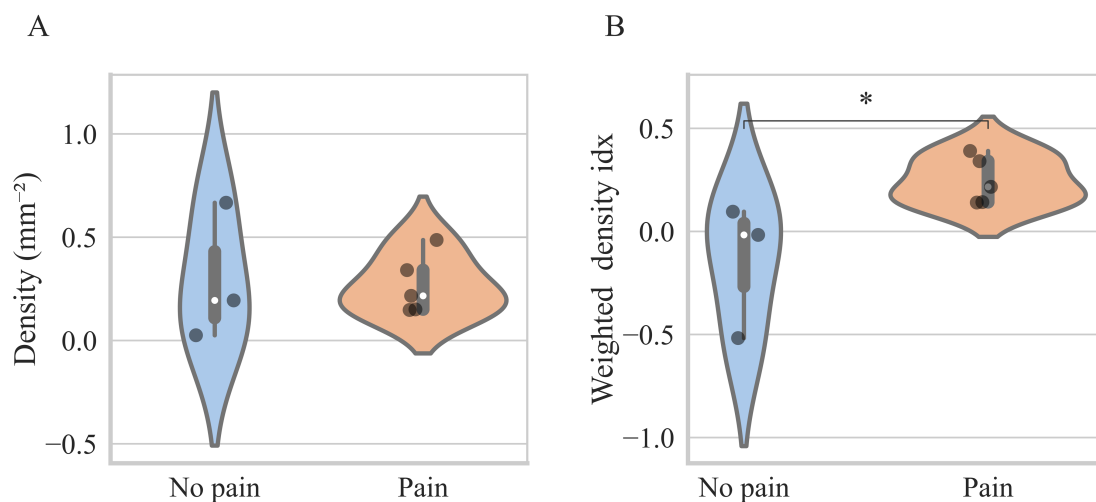 A
B
Density (mm⁻²)
1.0
0.5
0.0
−0.5
No pain
Pain
Weighted density idx
*
0.5
0.0
−0.5
−1.0
No pain
Pain